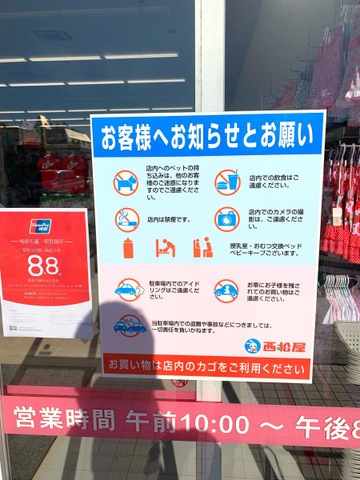 お客様へお知らせとお願い
店内へのペットの持
ち込みは、他のお客
様のご迷惑になりま
すのでご遠慮くださ
い。
店内での飲食はご
遠慮ください。
店内は禁煙です。
店内でのカメラの撮
影は、ご遠慮くださ
い。
授乳室・おむつ交換ベッド
ベビーキープございます。
駐車場内でのアイド
リングはご遠慮くだ
さい。
お車にお子様を残さ
れてのお買い物はご遠
慮ください。
当駐車場内での盗難や事故などにつきましては、
一切責任を負いかねます。
西松屋
お買い物は店内のカゴをご利用ください
8.8
営業時間 午前10:00 ～ 午後8